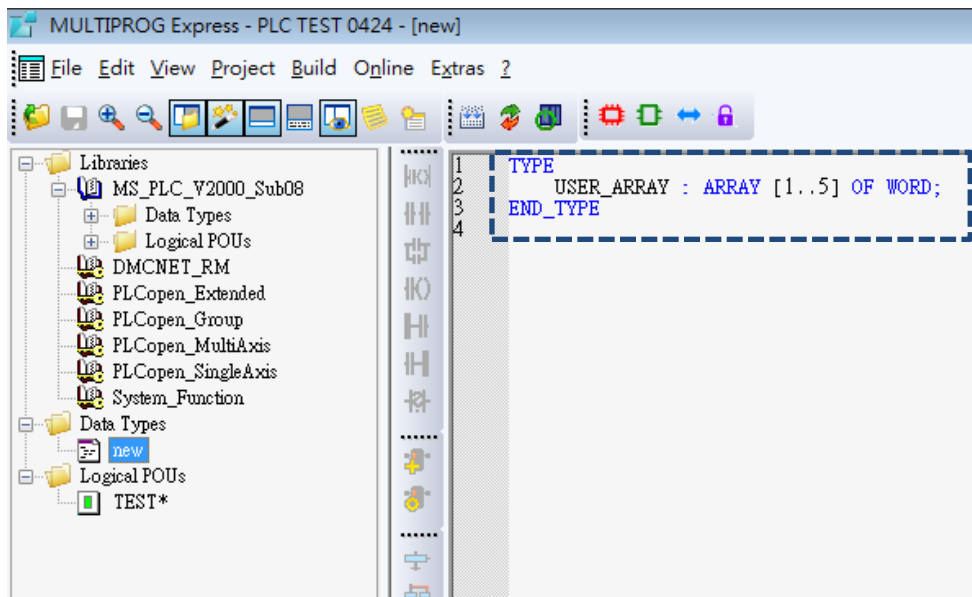 MULTIPROG Express - PLC TEST 0424 - [new]
File Edit View Project Build Online Extras ?
Libraries
MS_PLC_V2000_Sub08
Data Types
Logical POUs
DMCNET_RM
PLCopen_Extended
PLCopen_Group
PLCopen_MultiAxis
PLCopen_SingleAxis
System_Function
Data Types
new
Logical POUs
TEST*
1 TYPE
2 USER_ARRAY : ARRAY [1..5] OF WORD;
3 END_TYPE
4